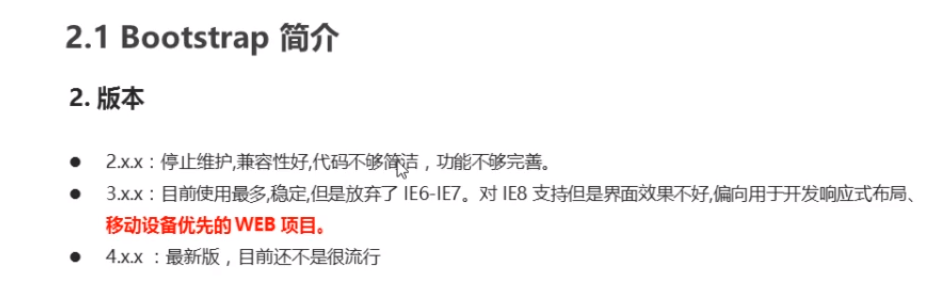 2.1 Bootstrap 简介
2. 版本
● 2.x.x：停止维护,兼容性好,代码不够简洁，功能不够完善。
● 3.x.x：目前使用最多,稳定,但是放弃了 IE6-IE7。对 IE8 支持但是界面效果不好,偏向用于开发响应式布局、
移动设备优先的 WEB 项目。
● 4.x.x ：最新版，目前还不是很流行